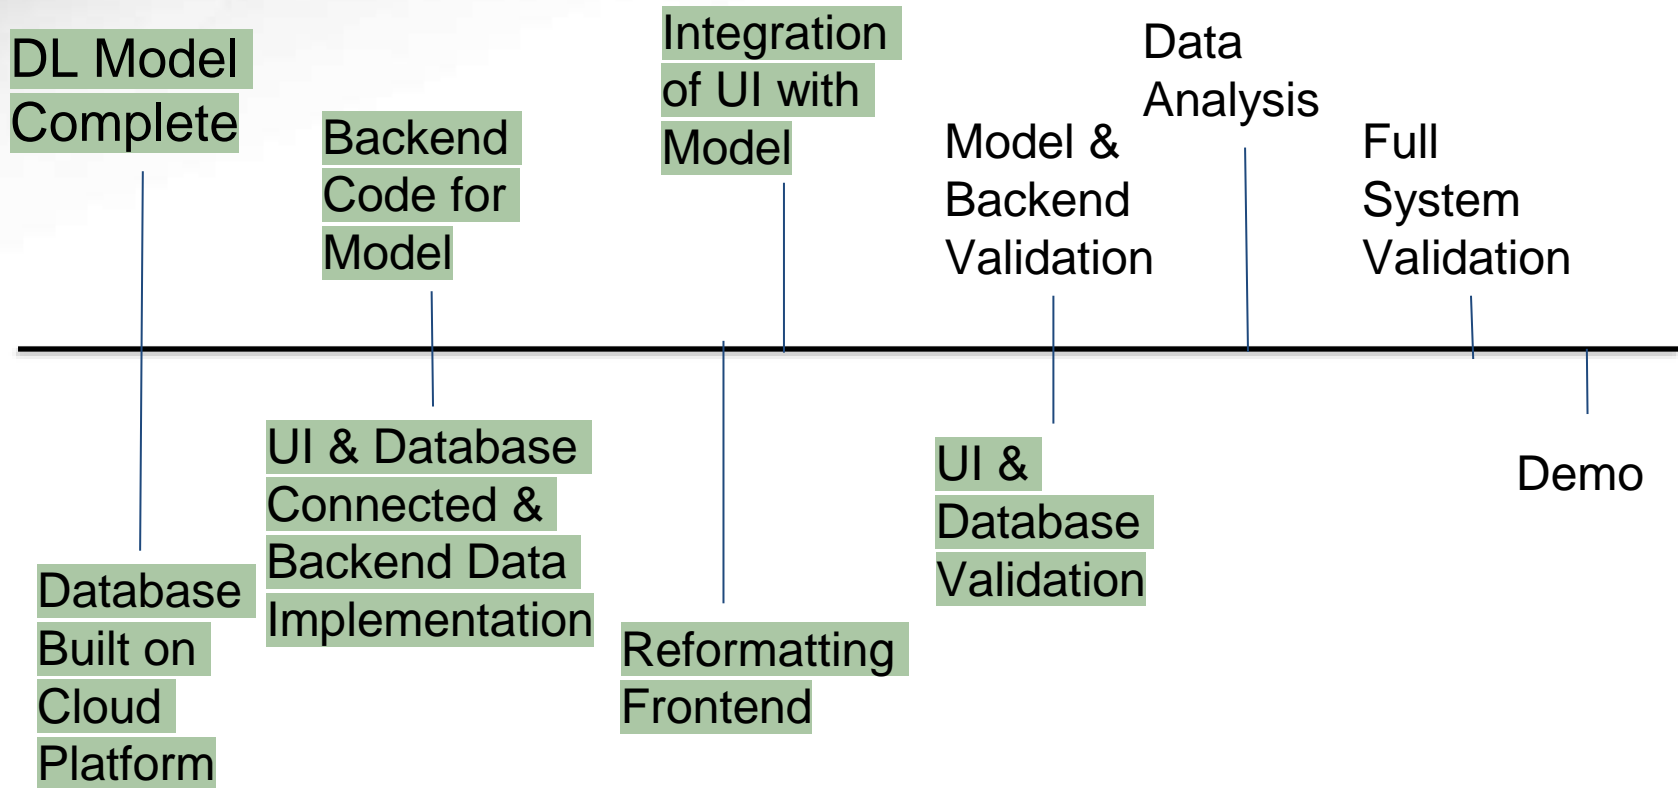 DL Model
Complete
Backend
Code for
Model
Integration
of UI with
Model
Model &
Backend
Validation
Data
Analysis
Full
System
Validation
Database
Built on
Cloud
Platform
UI & Database
Connected &
Backend Data
Implementation
Reformatting
Frontend
UI &
Database
Validation
Demo